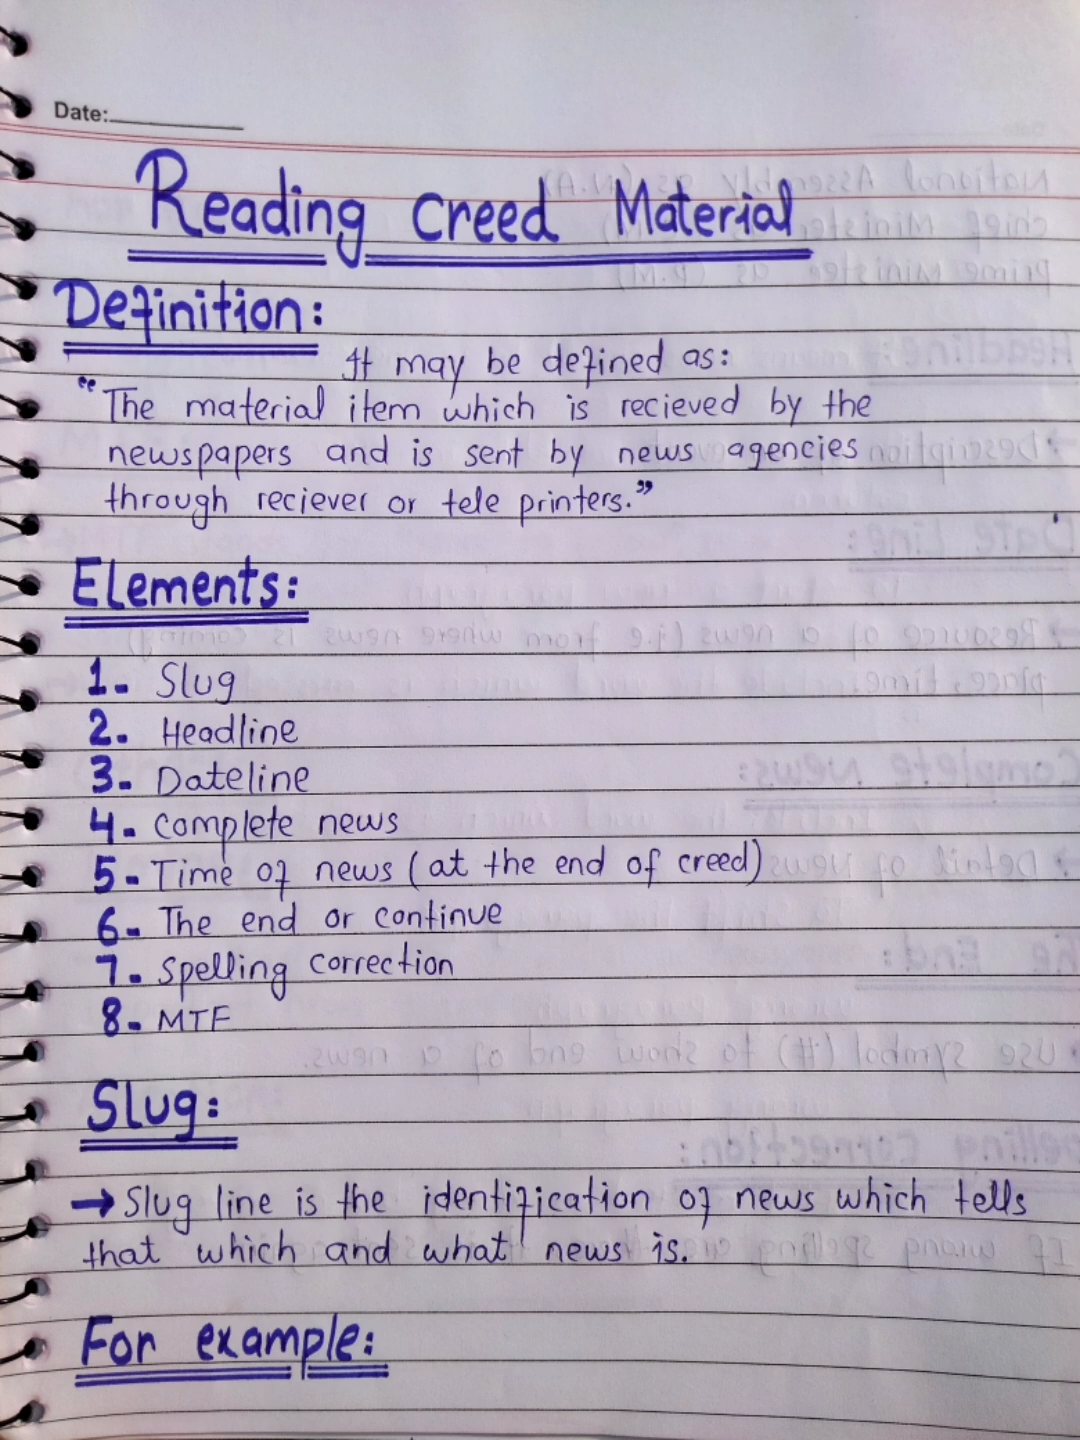 Date:
Reading Creed Material
Definition:
It may be defined as:
"The material item which is recieved by the
newspapers and is sent by news agencies
through reciever or tele printers."
Elements:
1- Slug
2. Headline
3- Dateline
4- Complete news
5- Time of news (at the end of creed)
6- The end or continue
7- Spelling correction
8- MTF
Slug:
→ Slug line is the identification of news which tells
that which and what news is.
For example: